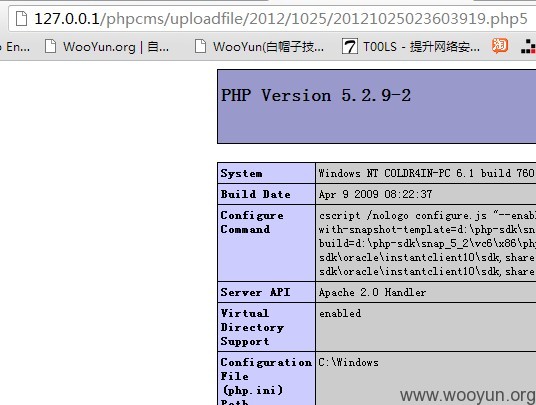 127.0.0.1/phpcms/uploadfile/2012/1025/20121025023603919.php5
o En... WooYun.org | 自... WooYun(白帽子技... T00LS - 提升网络安... 淘
PHP Version 5.2.9-2
System Windows NT COLDR4IN-PC 6.1 build 760
Build Date Apr 9 2009 08:22:37
Configure Command cscript /nologo configure.js "--enabl
with-snapshot-template=d:\php-sdk\sn
build=d:\php-sdk\snap_5_2\vc6\x86\php
sdk\oracle\instantclient10\sdk,share
sdk\oracle\instantclient10\sdk,share
Server API Apache 2.0 Handler
Virtual Directory Support enabled
Configuration File (php.ini) Path C:\Windows
www.wooyun.org